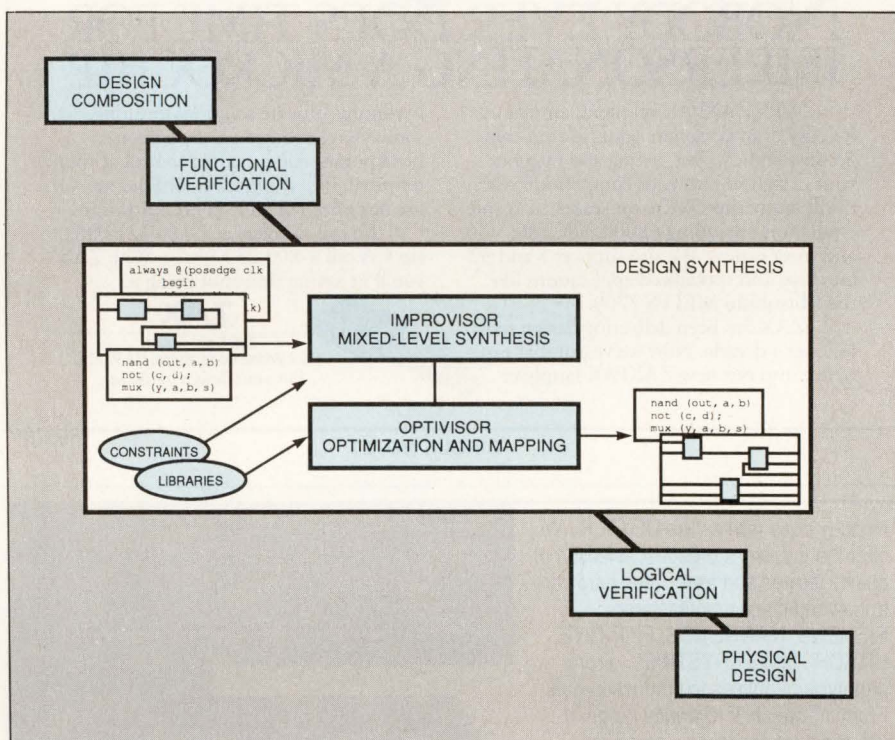 DESIGN
COMPOSITION
FUNCTIONAL
VERIFICATION
DESIGN SYNTHESIS
always @(posedge clk
begin
k)
nand (out, a, b)
not (c, d);
mux (y, a, b, s)
CONSTRAINTS
LIBRARIES
IMPROVISOR
MIXED-LEVEL SYNTHESIS
OPTIVISOR
OPTIMIZATION AND MAPPING
nand (out, a, b)
not (c, d);
mux (y, a, b, s)
LOGICAL
VERIFICATION
PHYSICAL
DESIGN